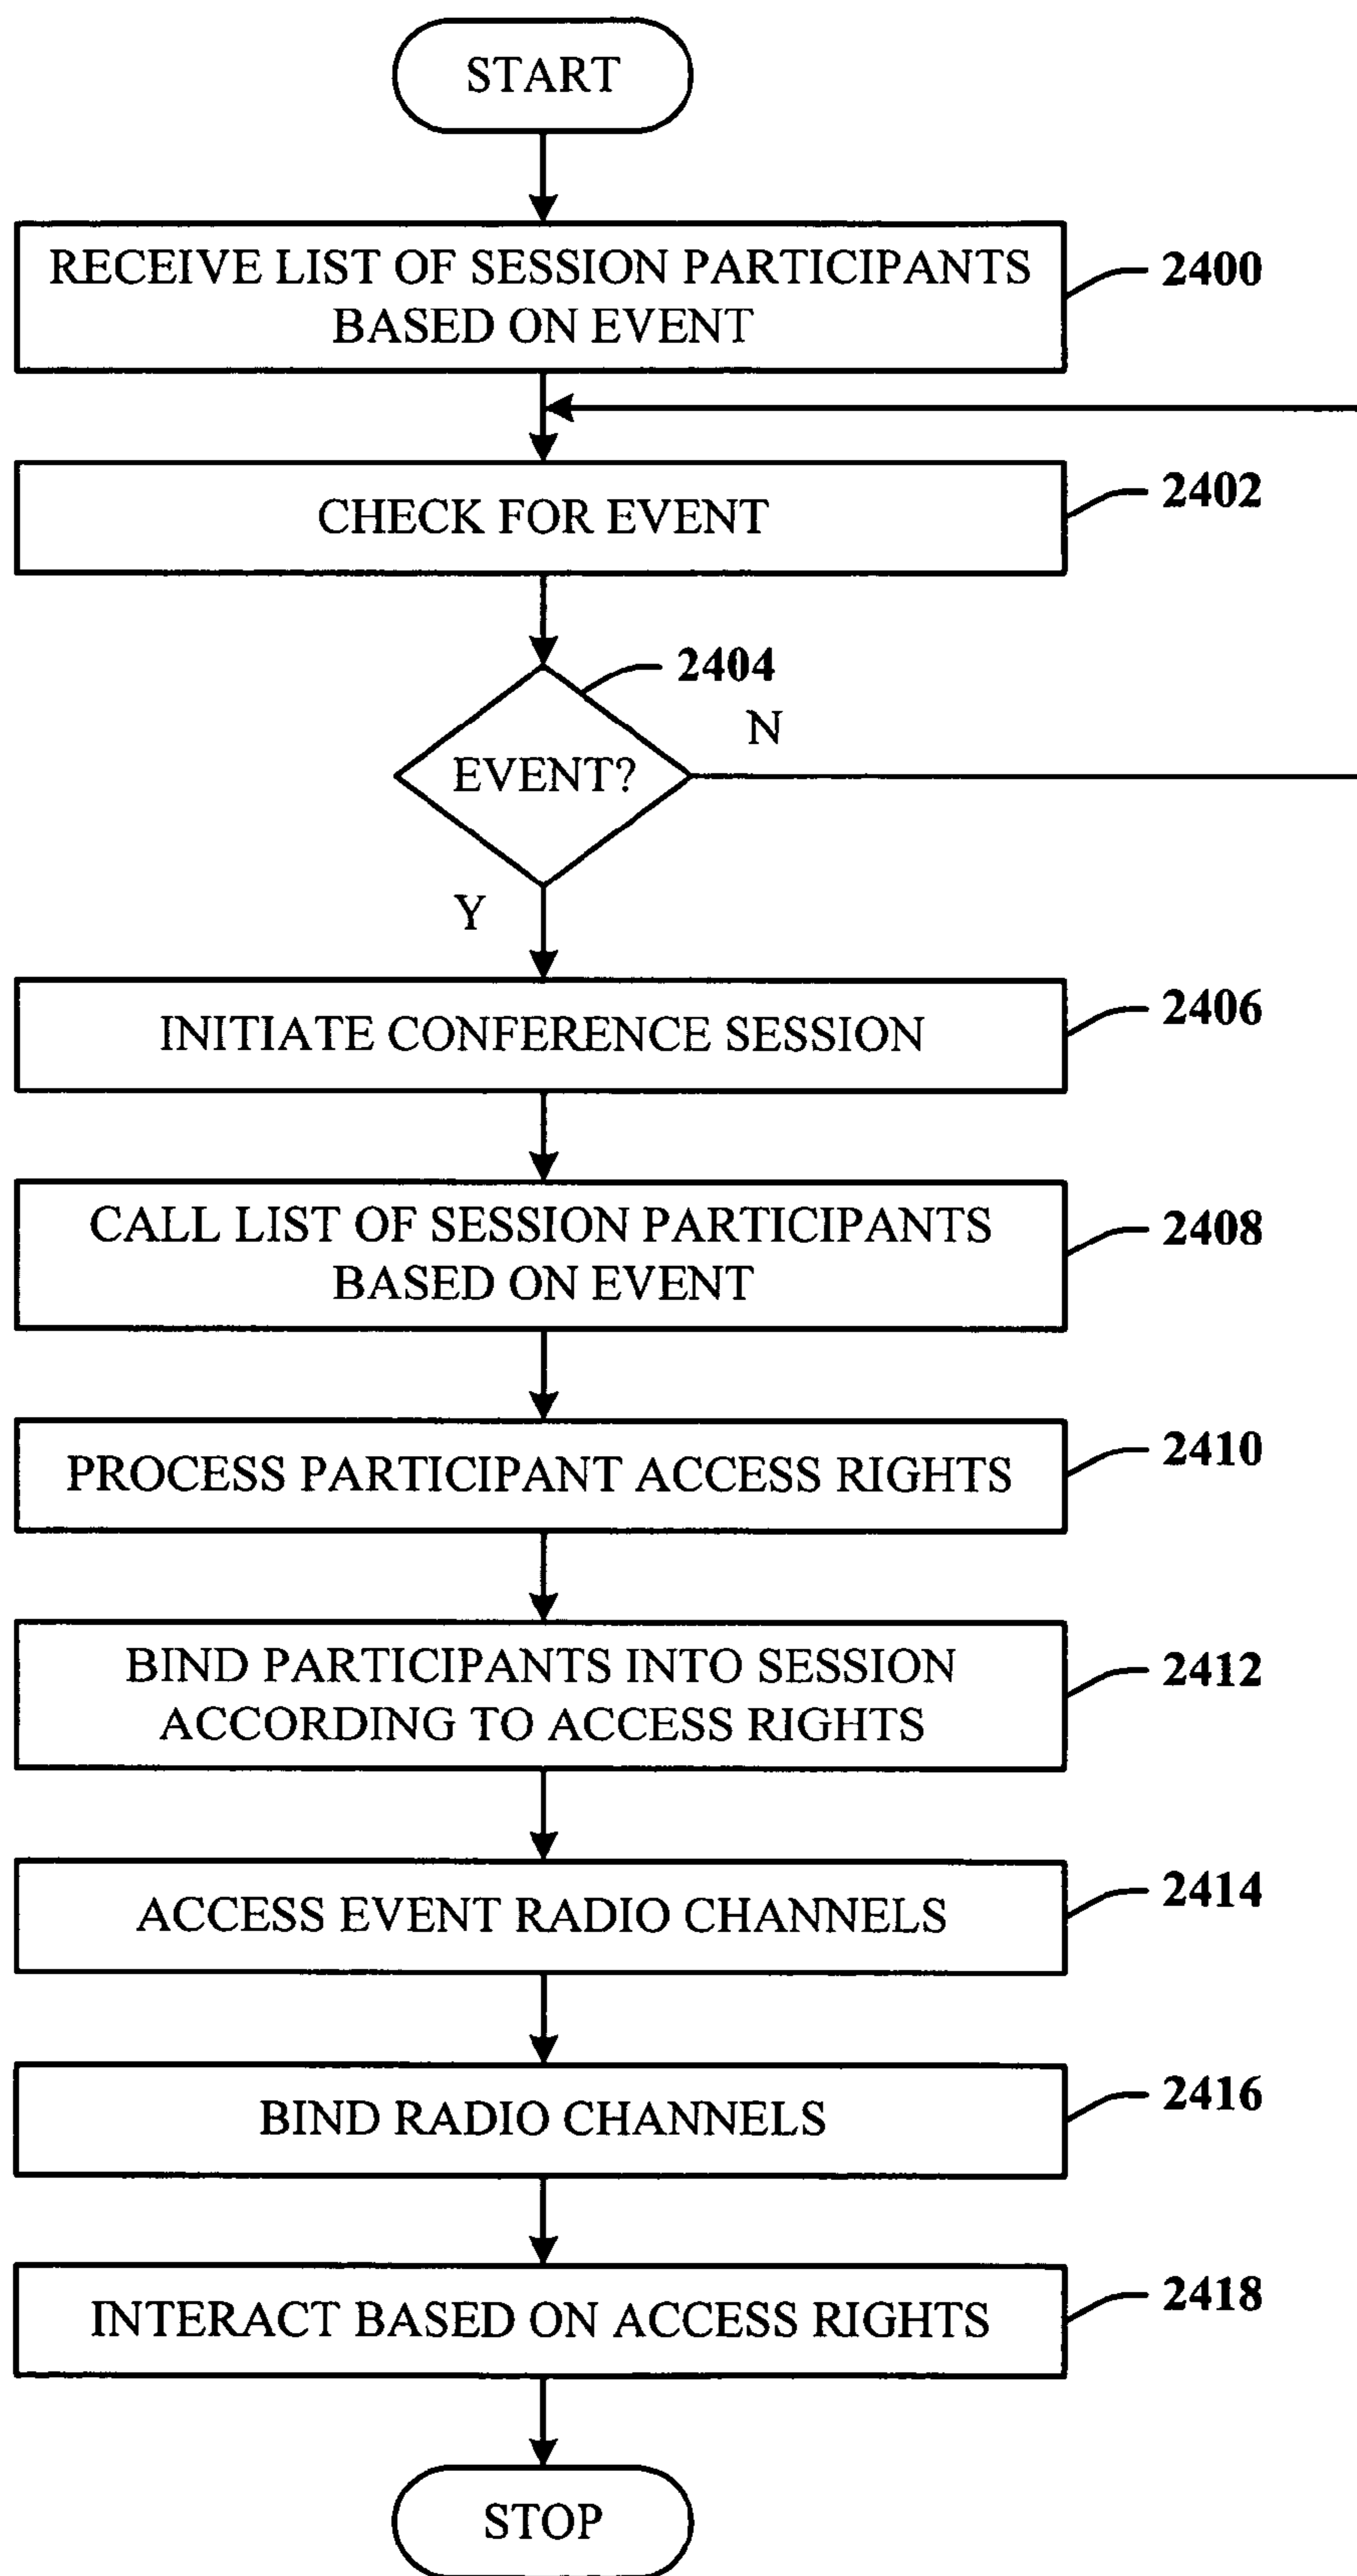 START
RECEIVE LIST OF SESSION PARTICIPANTS
BASED ON EVENT
2400
CHECK FOR EVENT
2402
2404
EVENT?
N
Y
INITIATE CONFERENCE SESSION
2406
CALL LIST OF SESSION PARTICIPANTS
BASED ON EVENT
2408
PROCESS PARTICIPANT ACCESS RIGHTS
2410
BIND PARTICIPANTS INTO SESSION
ACCORDING TO ACCESS RIGHTS
2412
ACCESS EVENT RADIO CHANNELS
2414
BIND RADIO CHANNELS
2416
INTERACT BASED ON ACCESS RIGHTS
2418
STOP